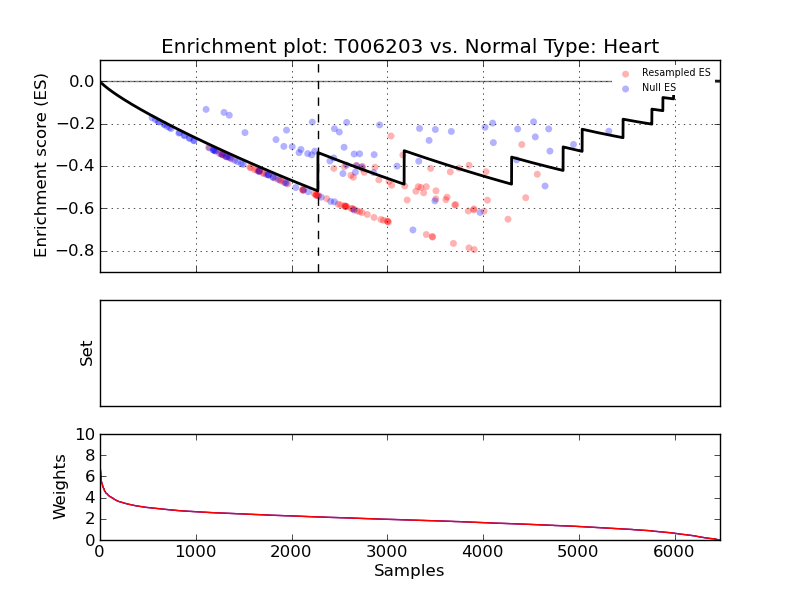 Enrichment plot: T006203 vs. Normal Type: Heart
Enrichment score (ES)
0.0
−0.2
−0.4
−0.6
−0.8
Resampled ES
Null ES
Set
Weights
10
8
6
4
2
0
0 1000 2000 3000 4000 5000 6000
Samples